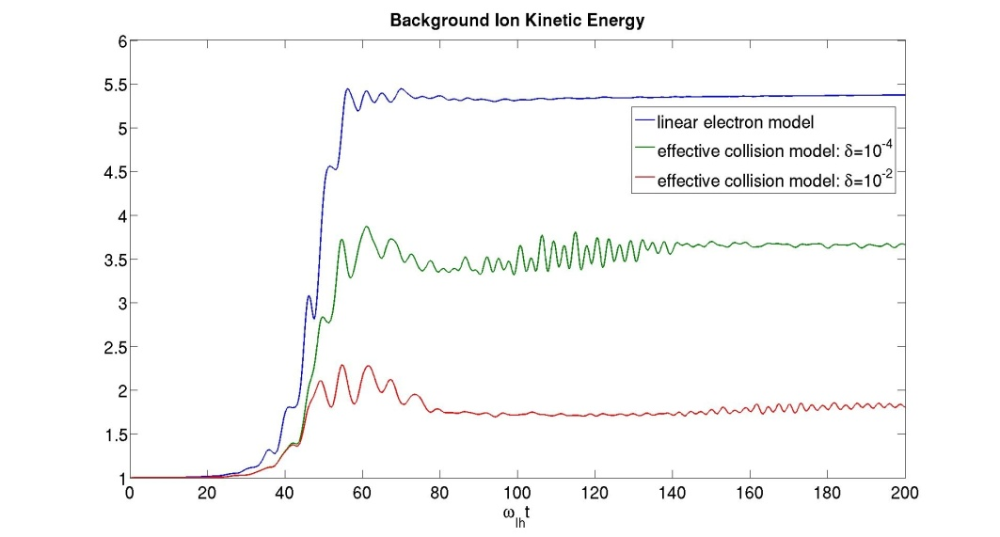 Background Ion Kinetic Energy
6
5.5
5
4.5
4
3.5
3
2.5
2
1.5
1
linear electron model
effective collision model: δ=10^-4
effective collision model: δ=10^-2
0 20 40 60 80 100 120 140 160 180 200
ω_lh t